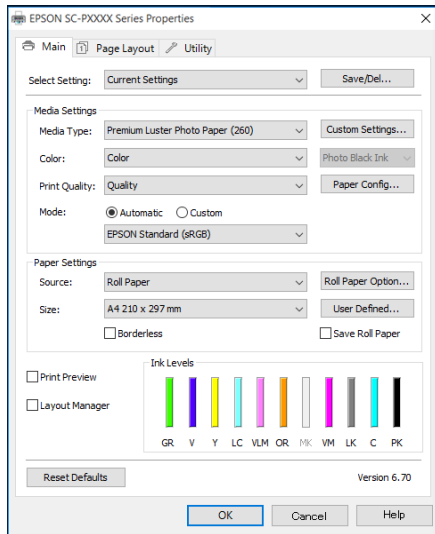 EPSON SC-PXXXX Series Properties
Main Page Layout Utility
Select Setting: Current Settings Save/Del...
Media Settings
Media Type: Premium Luster Photo Paper (260) Custom Settings...
Color: Color Photo Black Ink
Print Quality: Quality Paper Config...
Mode: Automatic Custom
EPSON Standard (sRGB)
Paper Settings
Source: Roll Paper Roll Paper Option...
Size: A4 210 x 297 mm User Defined...
Borderless Save Roll Paper
Ink Levels
Print Preview
Layout Manager
GR V Y LC VLM OR MK VM LK C PK
Reset Defaults Version 6.70
OK Cancel Help